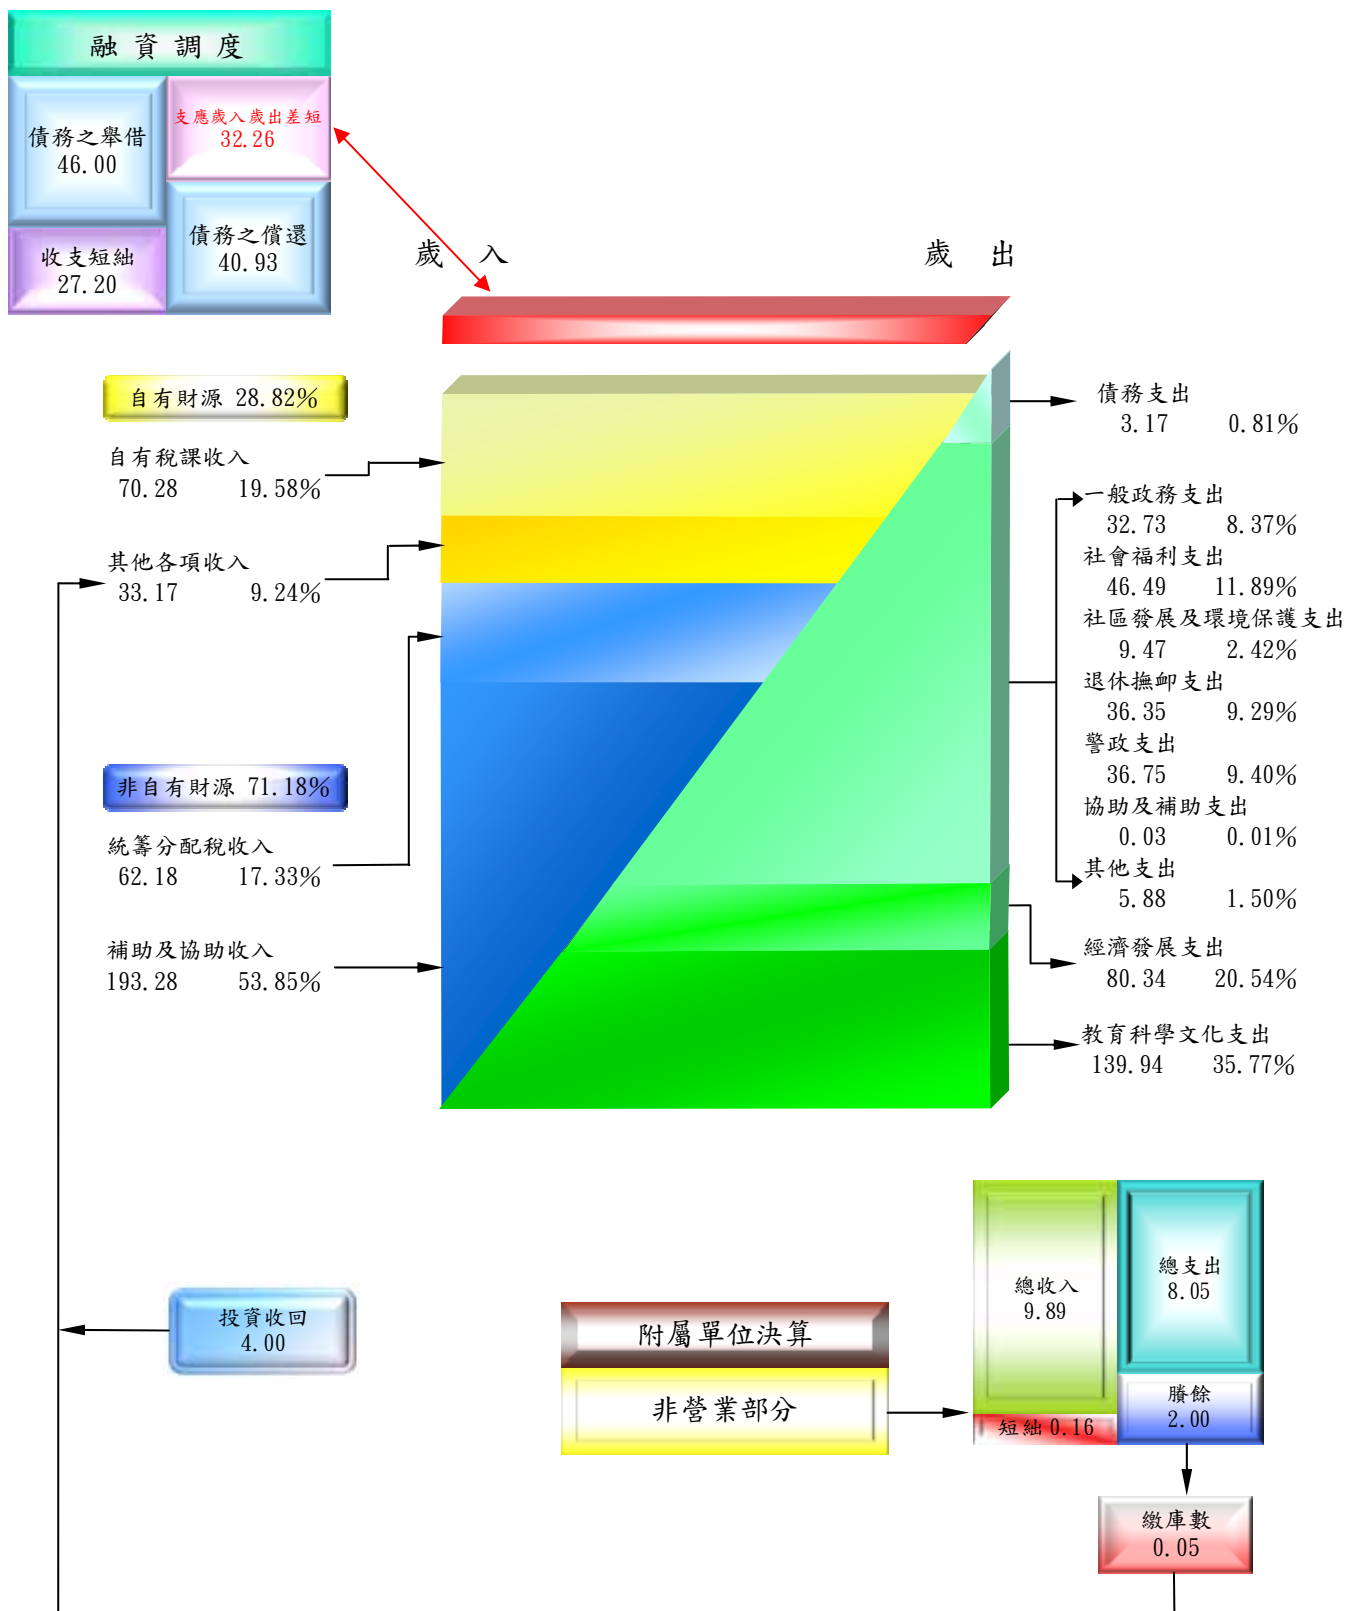 融資調度
債務之舉借
46.00
支應歲入歲出差短
32.26
收支短絀
27.20
債務之償還
40.93
歲入
歲出
自有財源 28.82%
自有稅課收入
70.28 19.58%
其他各項收入
33.17 9.24%
非自有財源 71.18%
統籌分配稅收入
62.18 17.33%
補助及協助收入
193.28 53.85%
債務支出
3.17 0.81%
一般政務支出
32.73 8.37%
社會福利支出
46.49 11.89%
社區發展及環境保護支出
9.47 2.42%
退休撫卹支出
36.35 9.29%
警政支出
36.75 9.40%
協助及補助支出
0.03 0.01%
其他支出
5.88 1.50%
經濟發展支出
80.34 20.54%
教育科學文化支出
139.94 35.77%
投資收回
4.00
附屬單位決算
非營業部分
總收入
9.89
短絀 0.16
總支出
8.05
賸餘
2.00
繳庫數
0.05